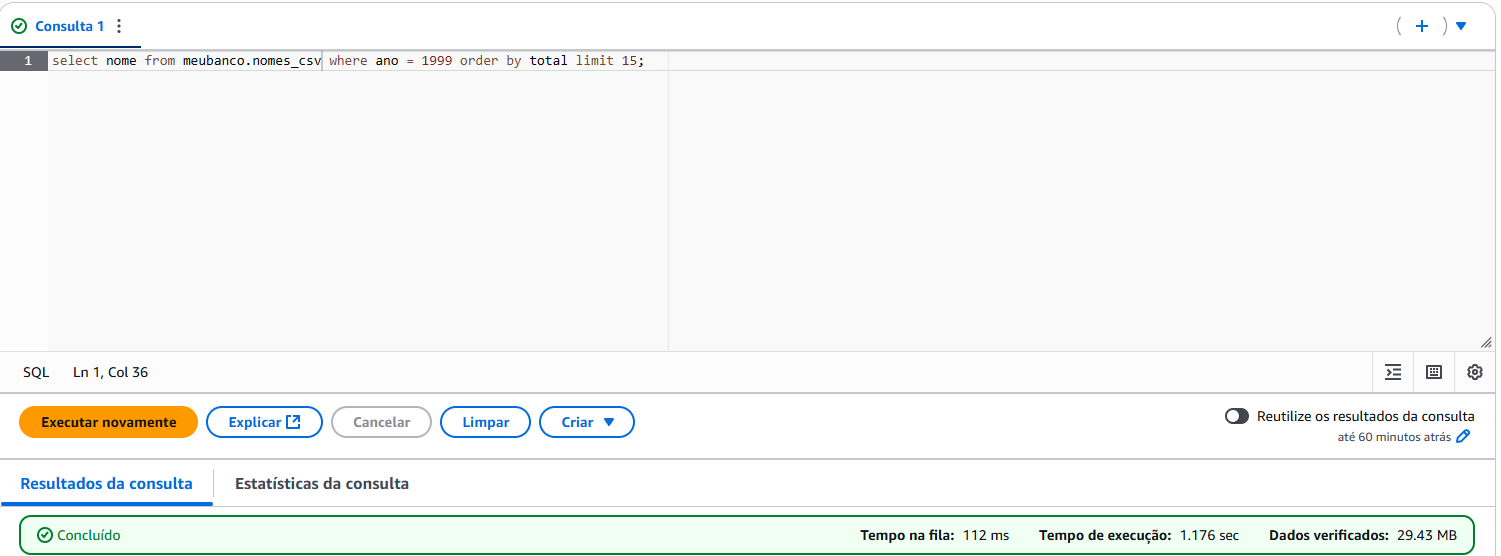 Consulta 1
1 select nome from meubanco.nomes_csv where ano = 1999 order by total limit 15;
SQL Ln 1, Col 36
Executar novamente Explicar Cancelar Limpar Criar Reutilize os resultados da consulta
até 60 minutos atrás
Resultados da consulta Estatísticas da consulta
Concluído Tempo na fila: 112 ms Tempo de execução: 1.176 sec Dados verificados: 29.43 MB